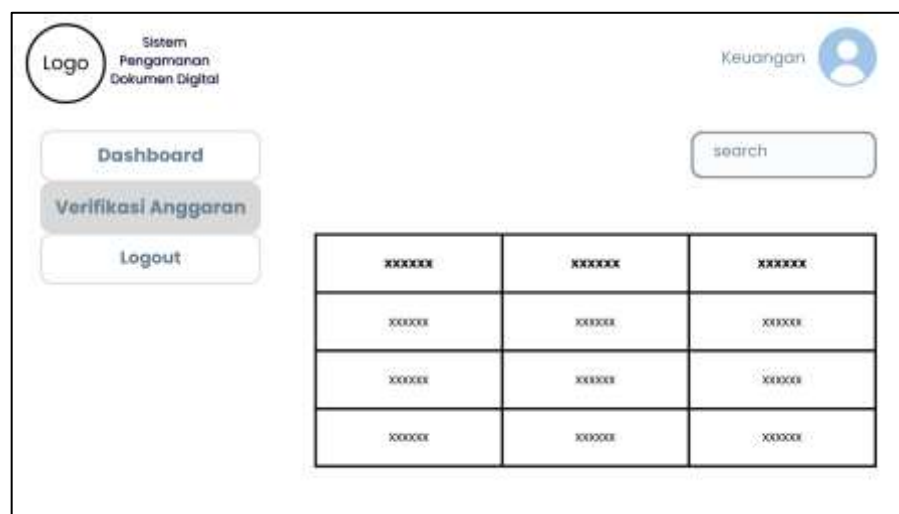 Logo
Sistem
Pengamanan
Dokumen Digital
Keuangan
Dashboard
search
Verifikasi Anggaran
Logout
xxxxxx xxxxxx xxxxxx
xxxxxx xxxxxx xxxxxx
xxxxxx xxxxxx xxxxxx
xxxxxx xxxxxx xxxxxx